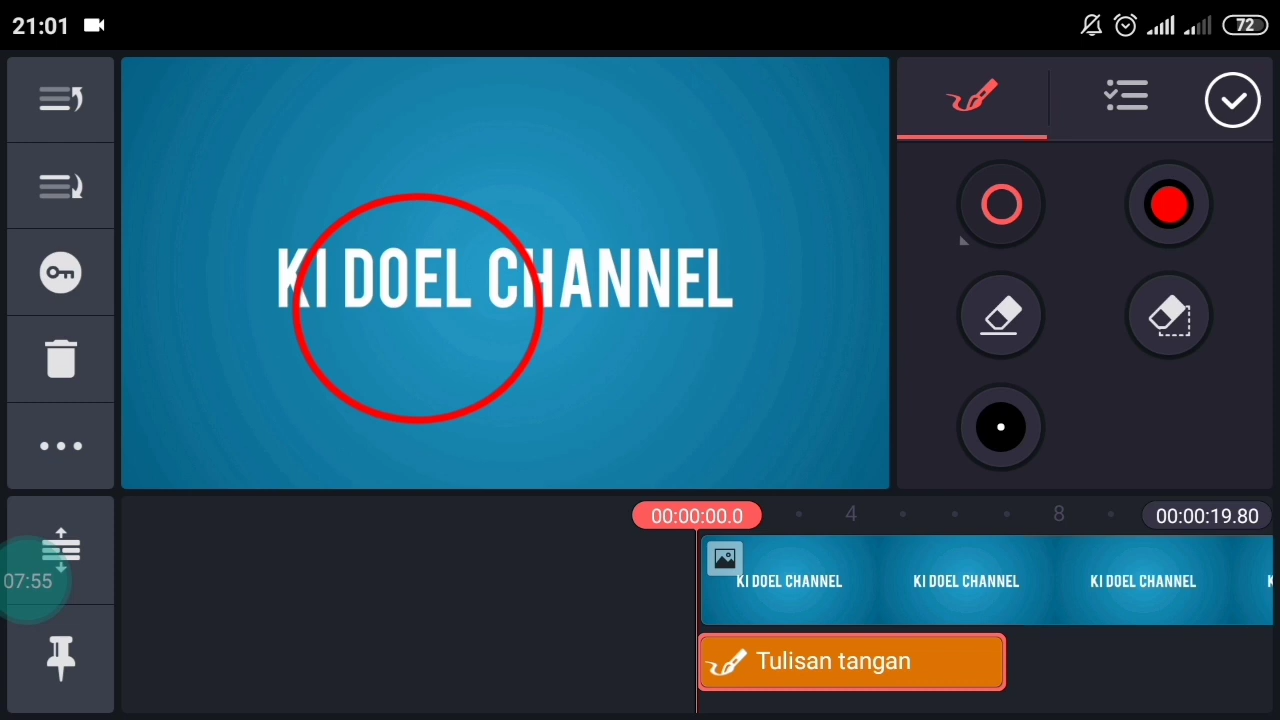 21:01
72
KI DOEL CHANNEL
00:00:00.0
4
8
00:00:19.80
KI DOEL CHANNEL
KI DOEL CHANNEL
KI DOEL CHANNEL
K
07:55
Tulisan tangan